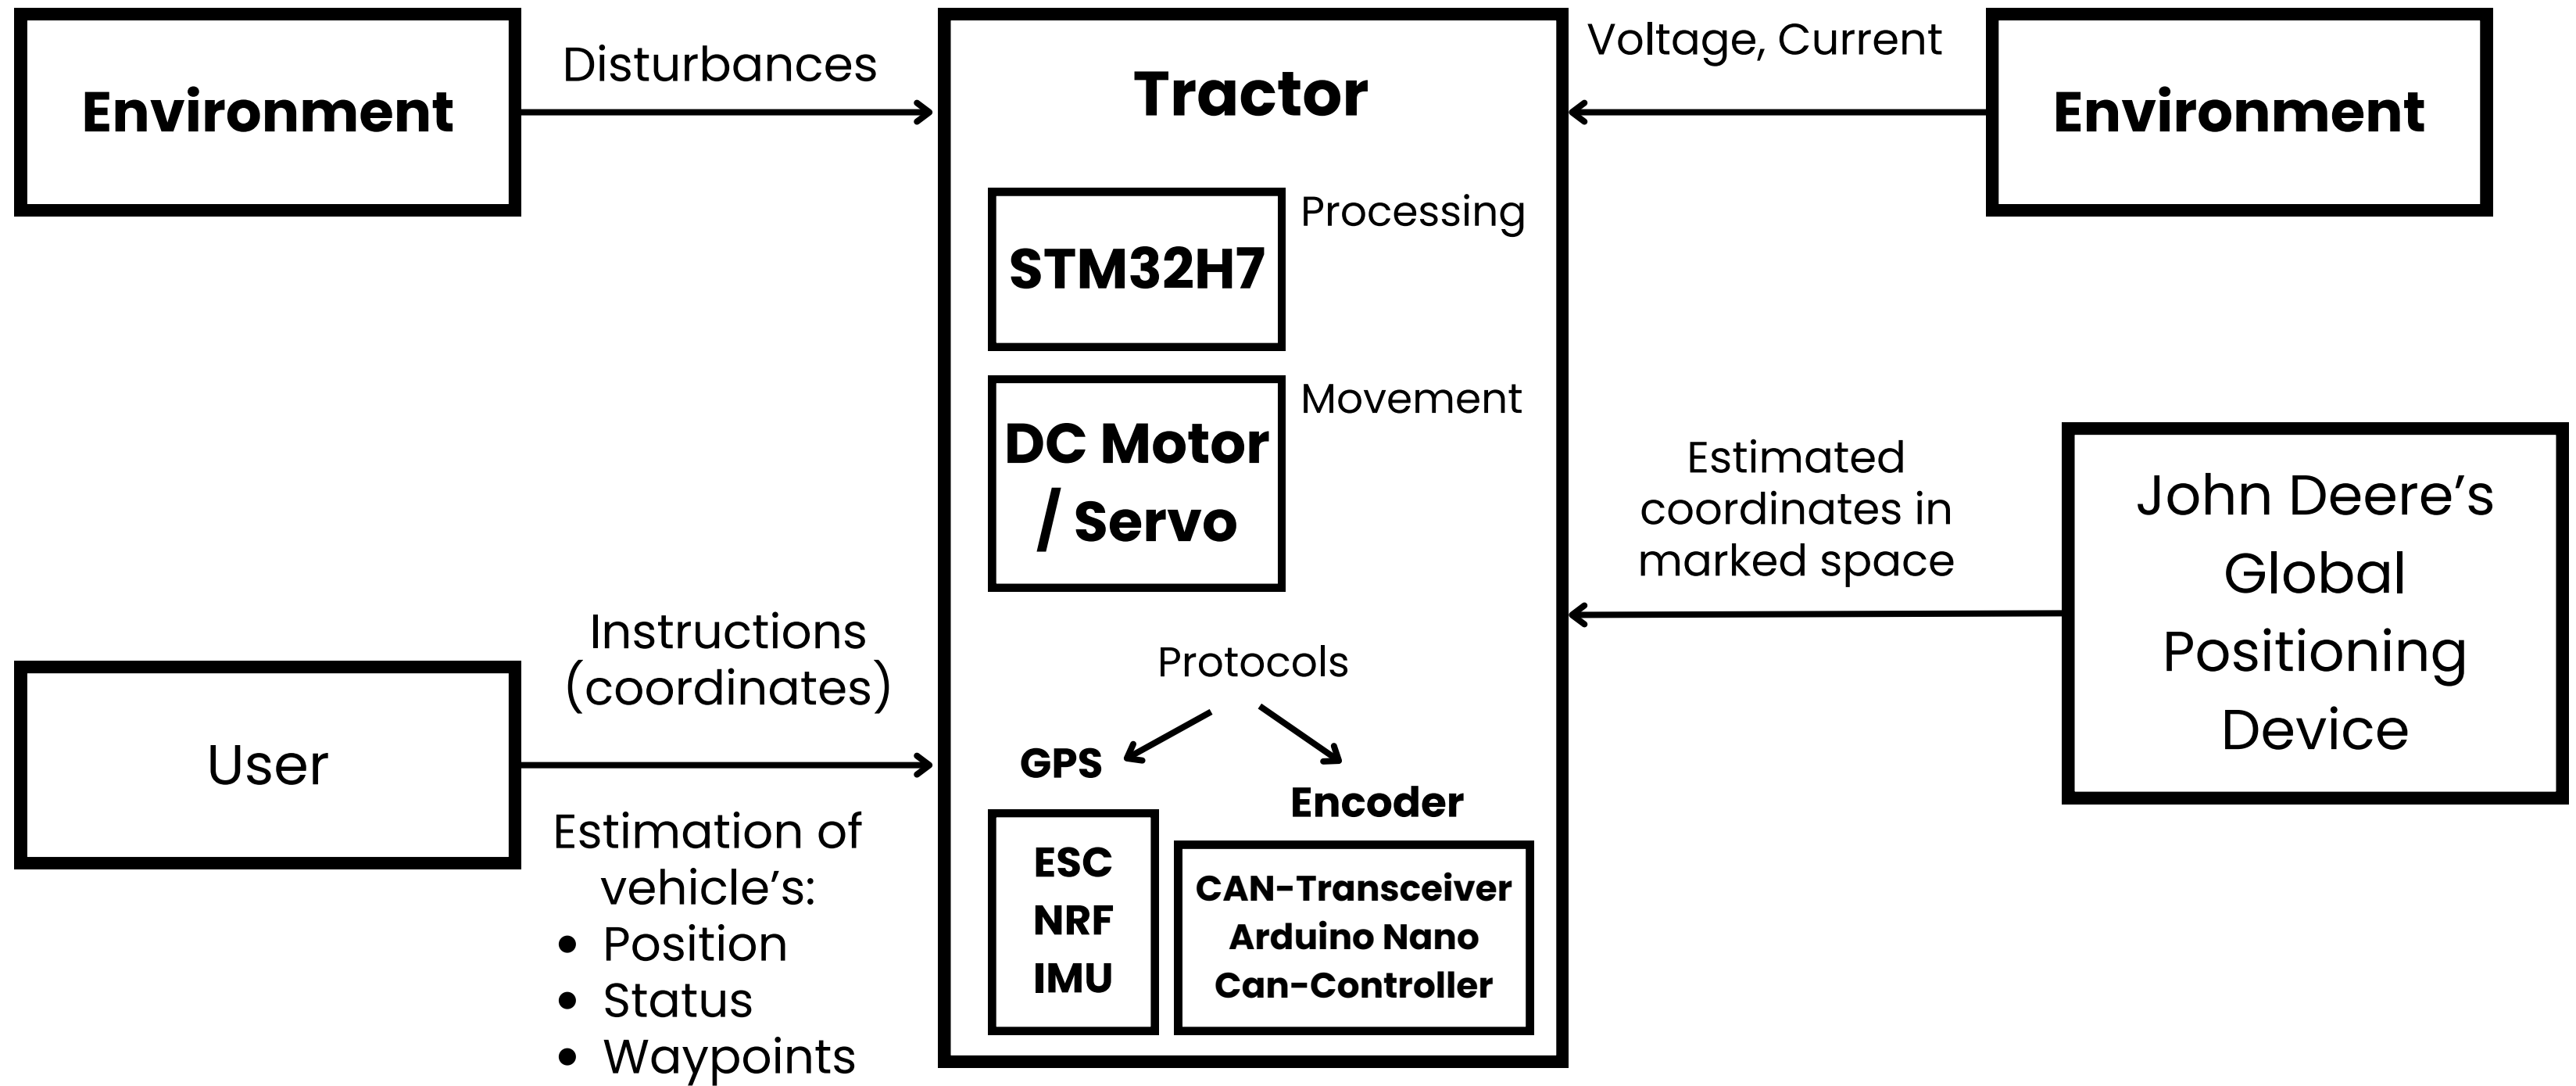 Environment
Disturbances
Tractor
Voltage, Current
Environment
STM32H7
Processing
DC Motor
/ Servo
Movement
Estimated
coordinates in
marked space
John Deere’s
Global
Positioning
Device
Instructions
(coordinates)
User
Estimation of
vehicle’s:
• Position
• Status
• Waypoints
Protocols
GPS
Encoder
ESC
NRF
IMU
CAN-Transceiver
Arduino Nano
Can-Controller